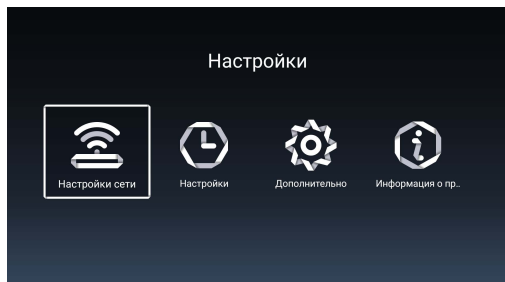 Настройки
Настройки сети
Настройки
Дополнительно
Информация о пр..